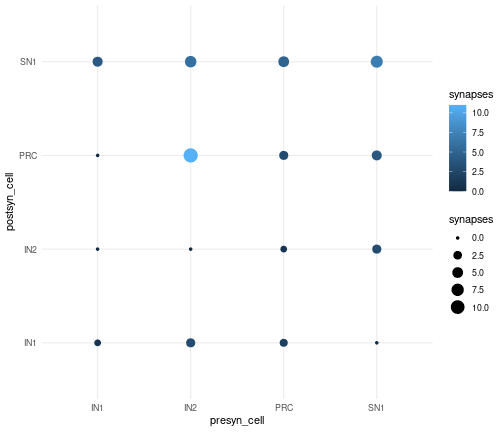 SN1
PRC
IN2
IN1
postsyn_cell
IN1 IN2 PRC SN1
presyn_cell
synapses
10.0
7.5
5.0
2.5
0.0
synapses
0.0
2.5
5.0
7.5
10.0